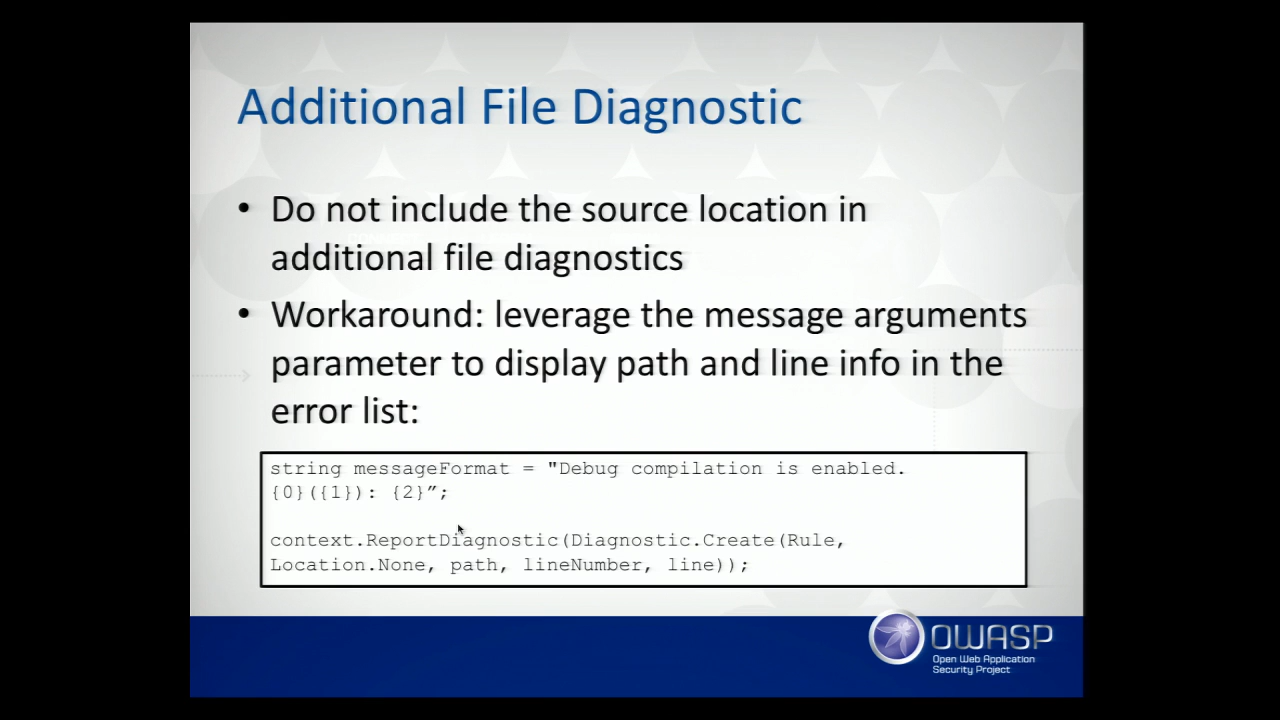 Additional File Diagnostic
• Do not include the source location in
additional file diagnostics
• Workaround: leverage the message arguments
parameter to display path and line info in the
error list:
string messageFormat = "Debug compilation is enabled.
{0}({1}): {2}”;
context.ReportDiagnostic(Diagnostic.Create(Rule,
Location.None, path, lineNumber, line));
OWASP
Open Web Application
Security Project